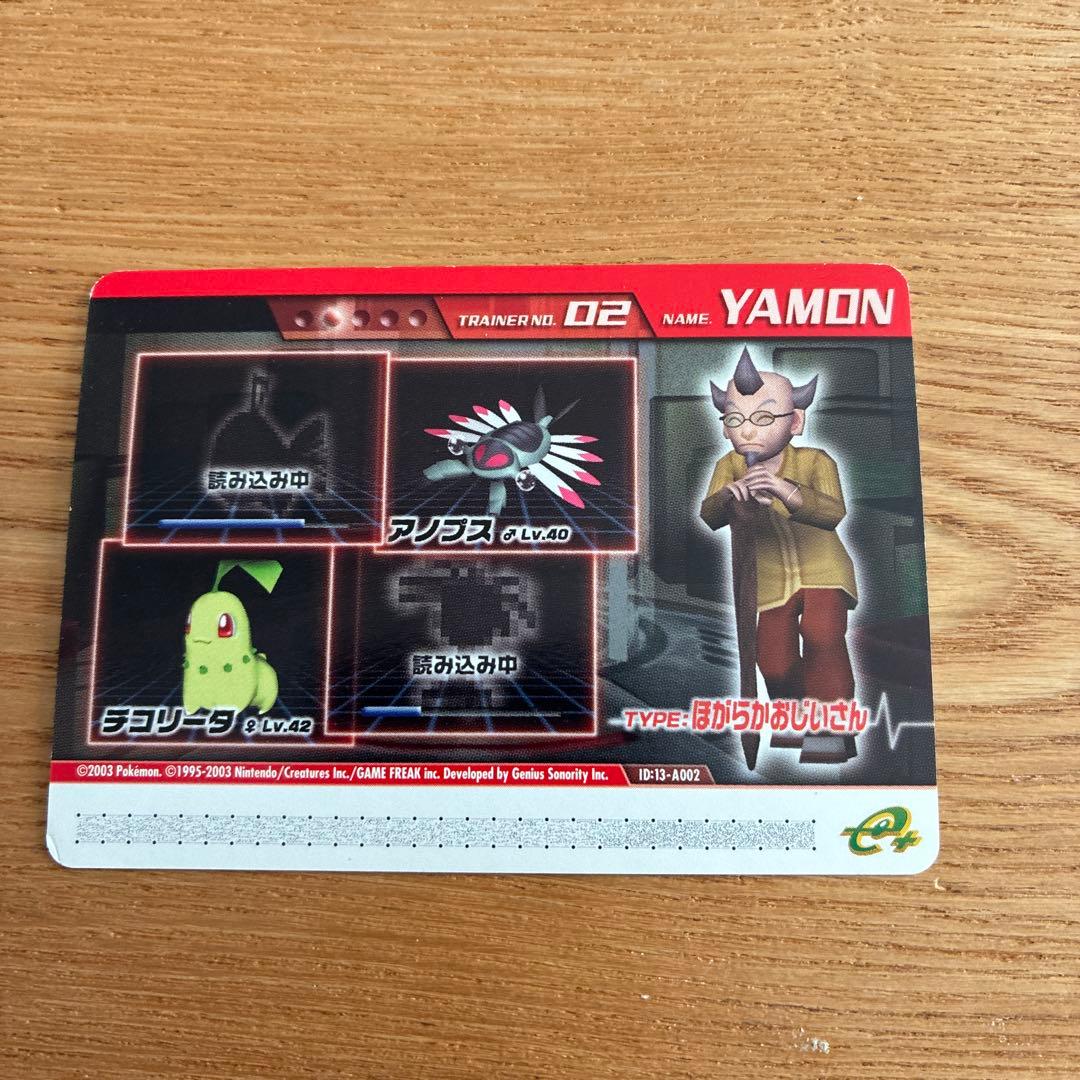 TRAINER NO. 02 NAME. YAMON
読み込み中
アノプス ♂ Lv.40
チコリータ ♀ Lv.42
読み込み中
TYPE:ほがらかおじいさん
©2003 Pokémon. ©1995-2003 Nintendo/Creatures Inc./GAME FREAK inc. Developed by Genius Sonority Inc. ID:13-A002
e+